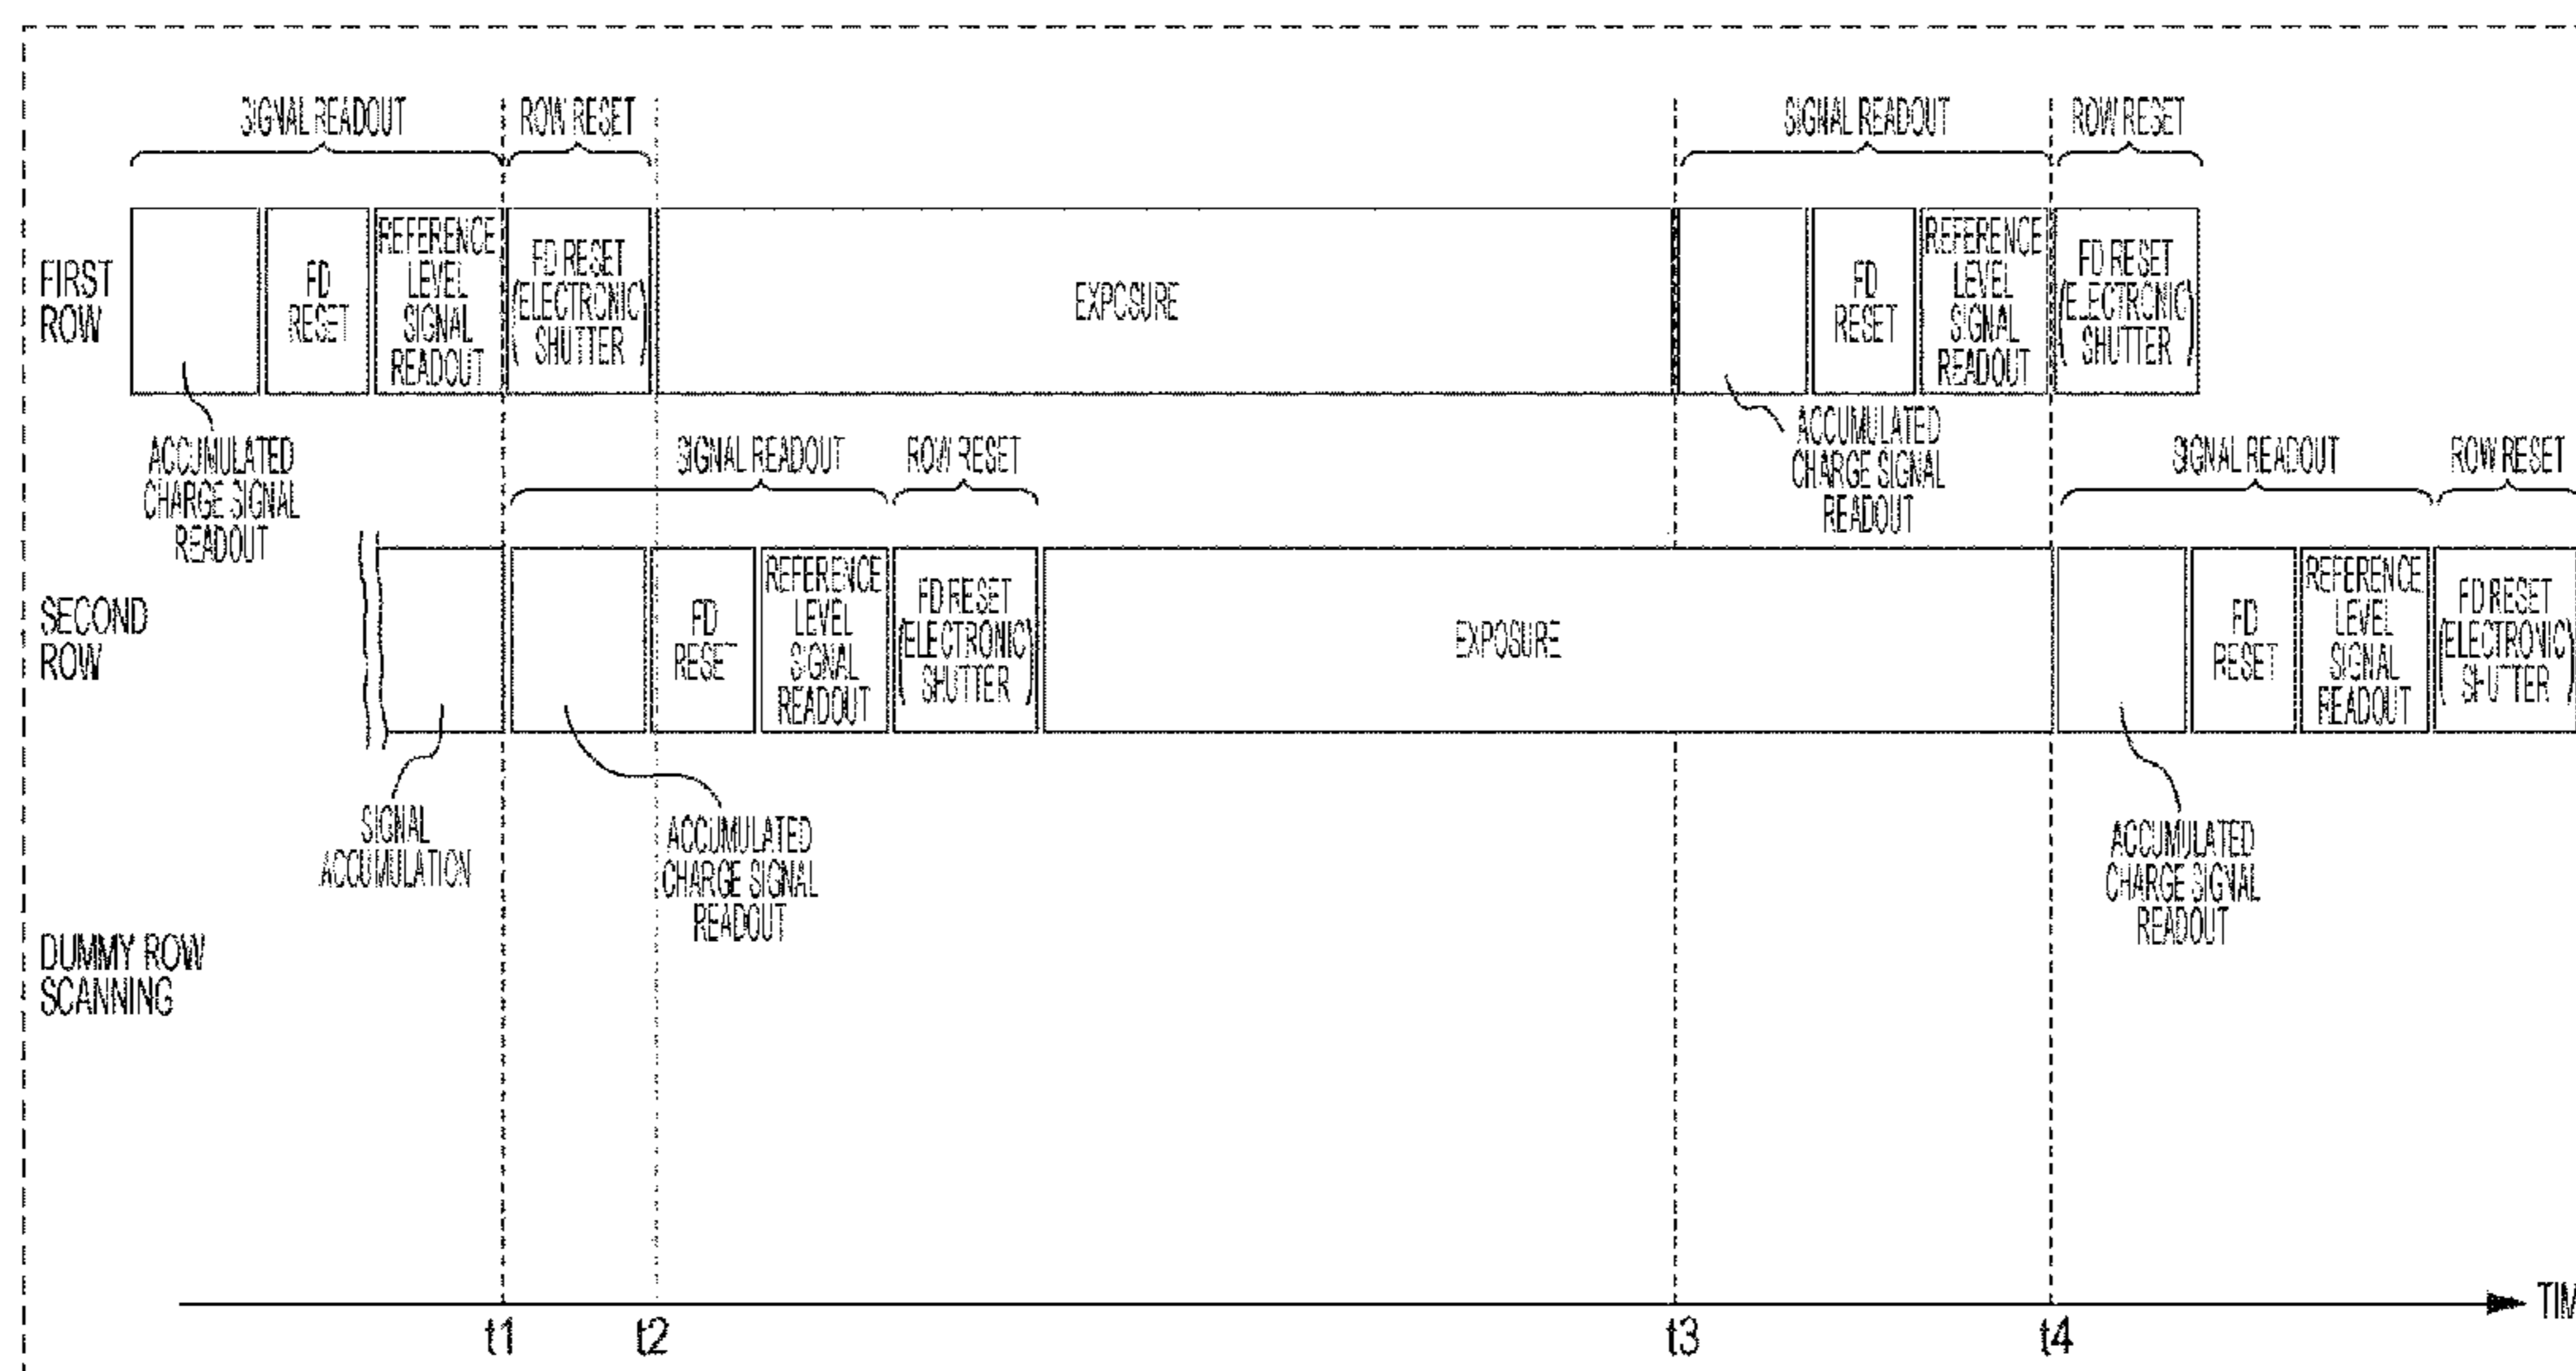 SIGNAL READOUT
ROW RESET
SIGNAL READOUT
ROW RESET
FIRST
ROW
FD
RESET
REFERENCE
LEVEL
SIGNAL
READOUT
FD RESET
(ELECTRONIC
SHUTTER)
EXPOSURE
FD
RESET
REFERENCE
LEVEL
SIGNAL
READOUT
FD RESET
(ELECTRONIC
SHUTTER)
ACCUMULATED
CHARGE SIGNAL
READOUT
ACCUMULATED
CHARGE SIGNAL
READOUT
SIGNAL READOUT
ROW RESET
SIGNAL READOUT
ROW RESET
SECOND
ROW
FD
RESET
REFERENCE
LEVEL
SIGNAL
READOUT
FD RESET
(ELECTRONIC
SHUTTER)
EXPOSURE
FD
RESET
REFERENCE
LEVEL
SIGNAL
READOUT
FD RESET
(ELECTRONIC
SHUTTER)
SIGNAL
ACCUMULATION
ACCUMULATED
CHARGE SIGNAL
READOUT
ACCUMULATED
CHARGE SIGNAL
READOUT
DUMMY ROW
SCANNING
t1
t2
t3
t4